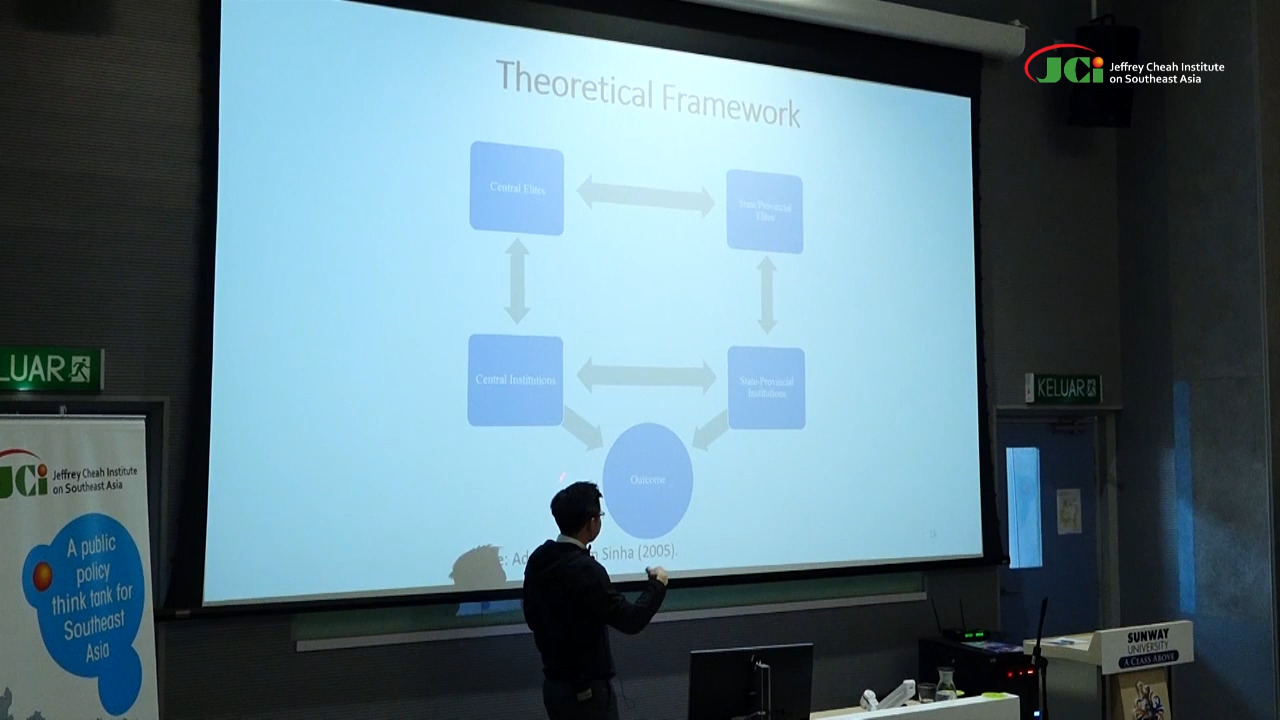 Theoretical Framework
Central Elites
State/Provincial
Elites
Central Institutions
State-Provincial
Institutions
Outcome
Sinha (2005).
16
JCi Jeffrey Cheah Institute
on Southeast Asia
LUAR
KELUAR
JCi Jeffrey Cheah Institute
on Southeast Asia
A public
policy
think tank for
Southeast
Asia
SUNWAY
UNIVERSITY
A CLASS ABOVE